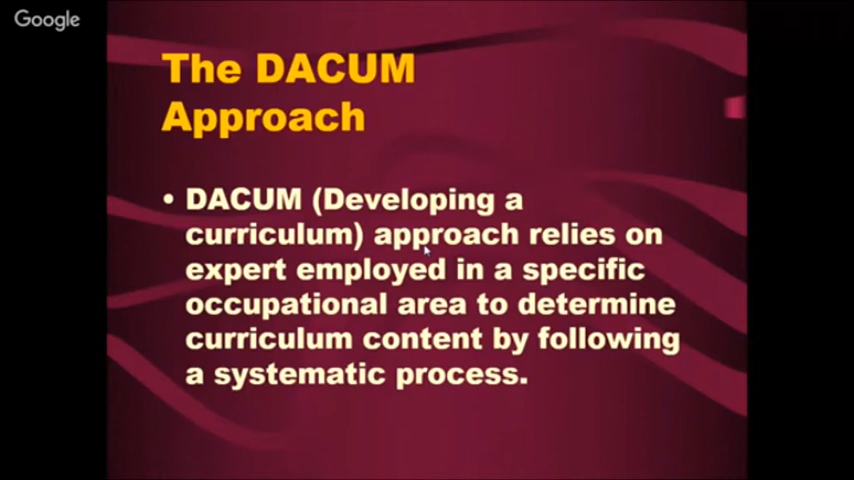 Google
The DACUM
Approach
• DACUM (Developing a
curriculum) approach relies on
expert employed in a specific
occupational area to determine
curriculum content by following
a systematic process.